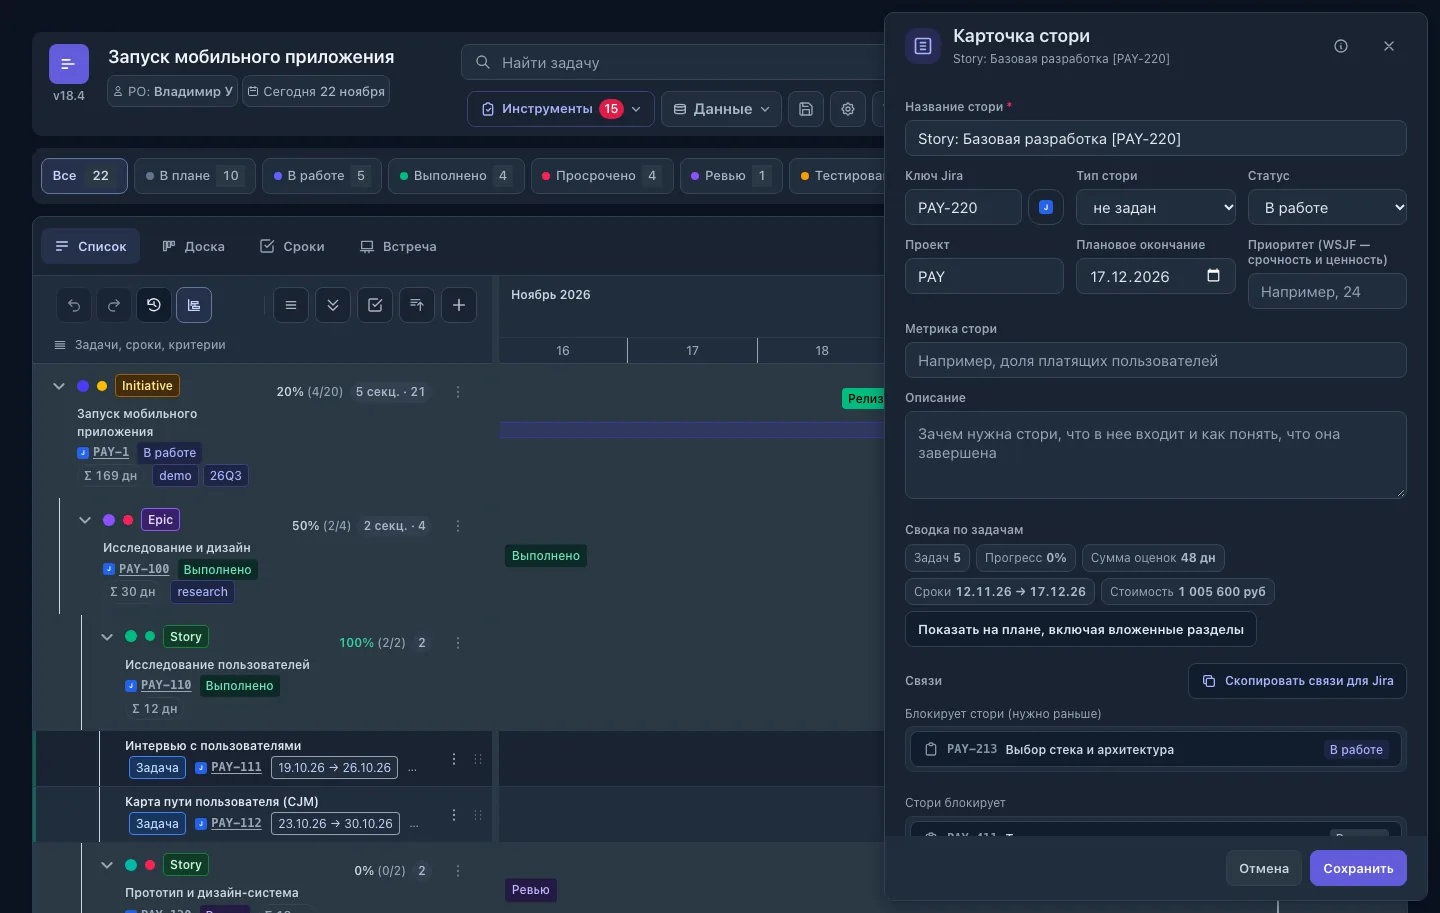 Запуск мобильного приложения
v18.4
PO: Владимир У
Сегодня 22 ноября
Найти задачу
Инструменты 15
Данные
Все 22
В плане 10
В работе 5
Выполнено 4
Просрочено 4
Ревью 1
Список
Доска
Сроки
Встреча
Задачи, сроки, критерии
Ноябрь 2026
16 17 18
Initiative
20% (4/20) 5 секц. · 21
Запуск мобильного
приложения
PAY-1 В работе
Σ 169 дн demo 26Q3
Epic
50% (2/4) 2 секц. · 4
Исследование и дизайн
PAY-100 Выполнено
Σ 30 дн research
Выполнено
Story
100% (2/2) 2
Исследование пользователей
PAY-110 Выполнено
Σ 12 дн
Интервью с пользователями
Задача PAY-111 19.10.26 → 26.10.26 ...
Карта пути пользователя (CJM)
Задача PAY-112 23.10.26 → 30.10.26 ...
Story
0% (0/2) 2
Прототип и дизайн-система
Ревью
Карточка стори
Story: Базовая разработка [PAY-220]
Название стори *
Story: Базовая разработка [PAY-220]
Ключ Jira
PAY-220
Тип стори
не задан
Статус
В работе
Проект
PAY
Плановое окончание
17.12.2026
Приоритет (WSJF —
срочность и ценность)
Например, 24
Метрика стори
Например, доля платящих пользователей
Описание
Зачем нужна стори, что в нее входит и как понять, что она
завершена
Сводка по задачам
Задач 5
Прогресс 0%
Сумма оценок 48 дн
Сроки 12.11.26 → 17.12.26
Стоимость 1 005 600 руб
Показать на плане, включая вложенные разделы
Связи
Скопировать связи для Jira
Блокирует стори (нужно раньше)
PAY-213 Выбор стека и архитектура В работе
Стори блокирует
Отмена
Сохранить